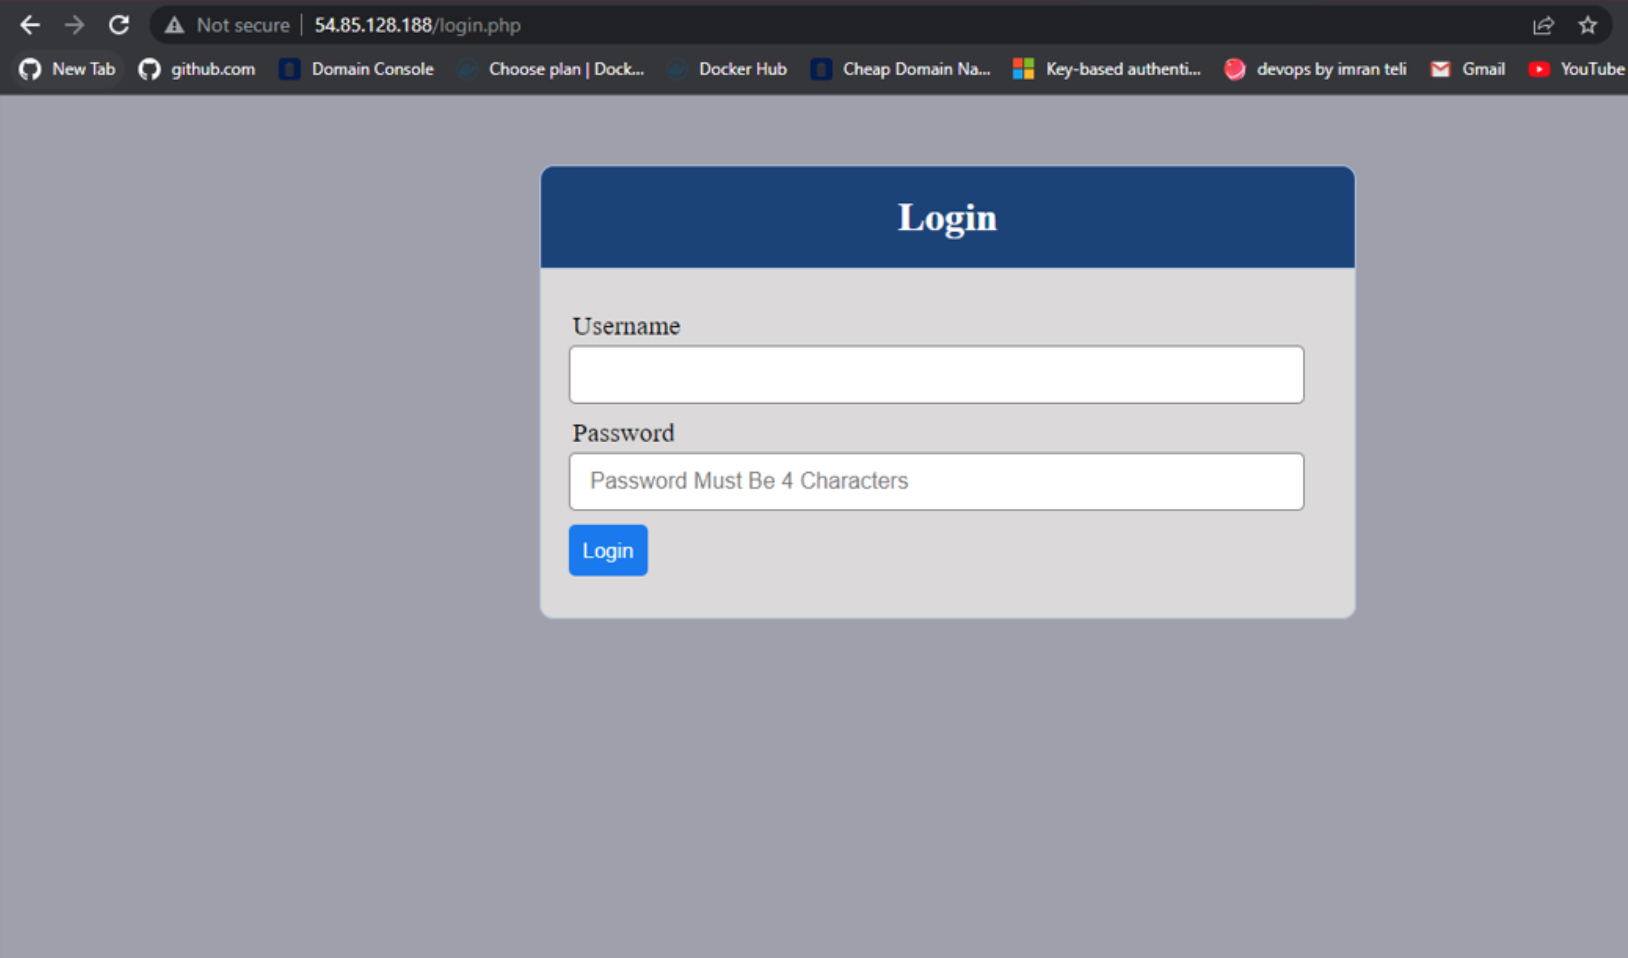 Not secure | 54.85.128.188/login.php
New Tab github.com Domain Console Choose plan | Dock... Docker Hub Cheap Domain Na... Key-based authenti... devops by imran teli Gmail YouTube
Login
Username
Password
Password Must Be 4 Characters
Login